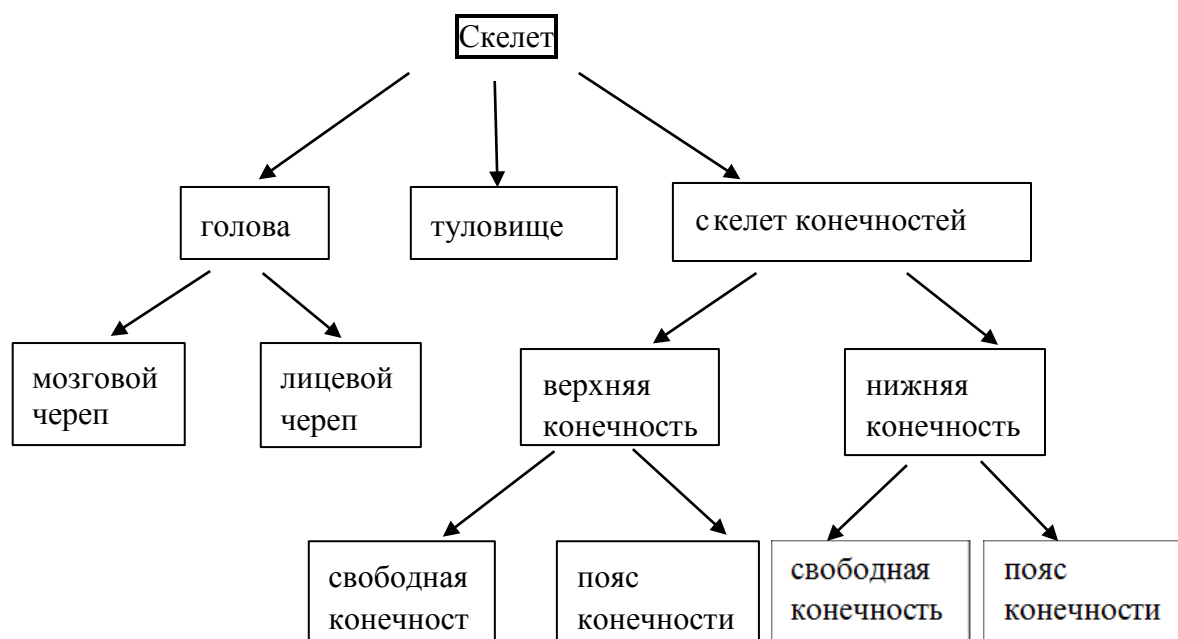 Скелет
голова
туловище
скелет конечностей
мозговой
череп
лицевой
череп
верхняя
конечность
нижняя
конечность
свободная
конечност
пояс
конечности
свободная
конечность
пояс
конечности